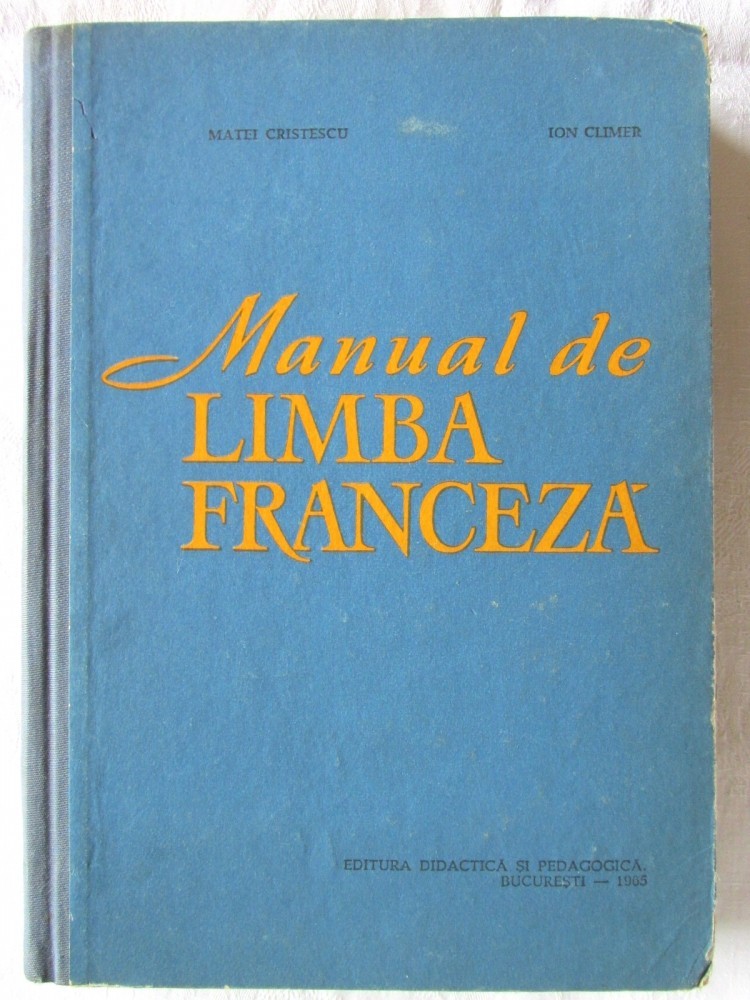 MATEI CRISTESCU ION CLIMER
Manual de
LIMBA
FRANCEZĂ
EDITURA DIDACTICĂ ȘI PEDAGOGICĂ.
BUCUREȘTI — 1965